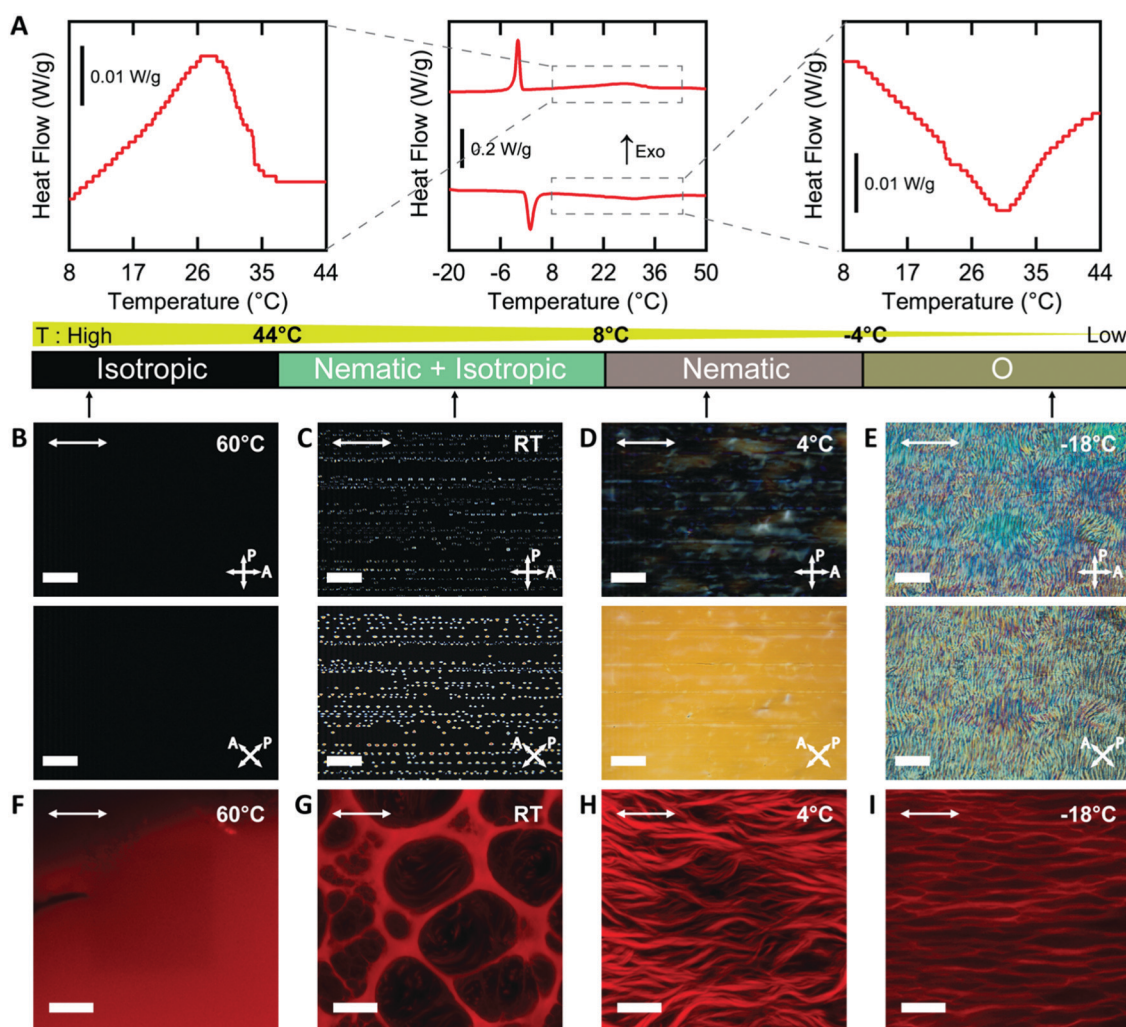 A
Heat Flow (W/g)
0.01 W/g
8 17 26 35 44
Temperature (°C)
Heat Flow (W/g)
0.2 W/g
Exo
-20 -6 8 22 36 50
Temperature (°C)
Heat Flow (W/g)
0.01 W/g
8 17 26 35 44
Temperature (°C)
T : High 44°C 8°C -4°C Low
Isotropic Nematic + Isotropic Nematic O
B 60°C
P
A
C RT
P
A
D 4°C
P
A
E -18°C
P
A
A P
A P
A P
A P
F 60°C
G RT
H 4°C
I -18°C